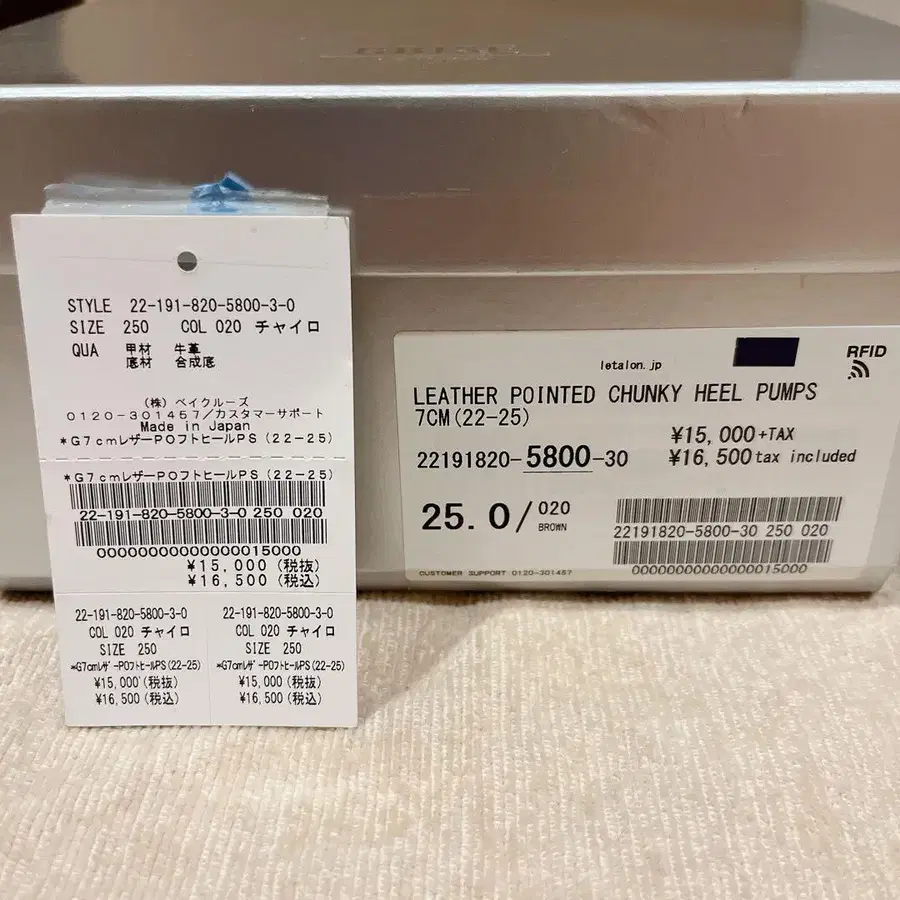 GRISE
STYLE 22-191-820-5800-3-0
SIZE 250 COL 020 チャイロ
QUA 甲材 牛革
底材 合成底
(株) ベイクルーズ
0120-301457/カスタマーサポート
Made in Japan
*G7cmレザーPOフトヒールPS (22-25)
*G7cmレザーPOフトヒールPS (22-25)
22-191-820-5800-3-0 250 020
00000000000000015000
¥15,000 (税抜)
¥16,500 (税込)
22-191-820-5800-3-0
COL 020 チャイロ
SIZE 250
*G7cmレザーPOフトヒールPS(22-25)
¥15,000 (税抜)
¥16,500 (税込)
22-191-820-5800-3-0
COL 020 チャイロ
SIZE 250
*G7cmレザーPOフトヒールPS(22-25)
¥15,000 (税抜)
¥16,500 (税込)
letalon.jp
RFID
LEATHER POINTED CHUNKY HEEL PUMPS
7CM(22-25)
¥15,000+TAX
22191820-5800-30 ¥16,500 tax included
25.0/ 020
BROWN
22191820-5800-30 250 020
00000000000000015000
CUSTOMER SUPPORT 0120-301457